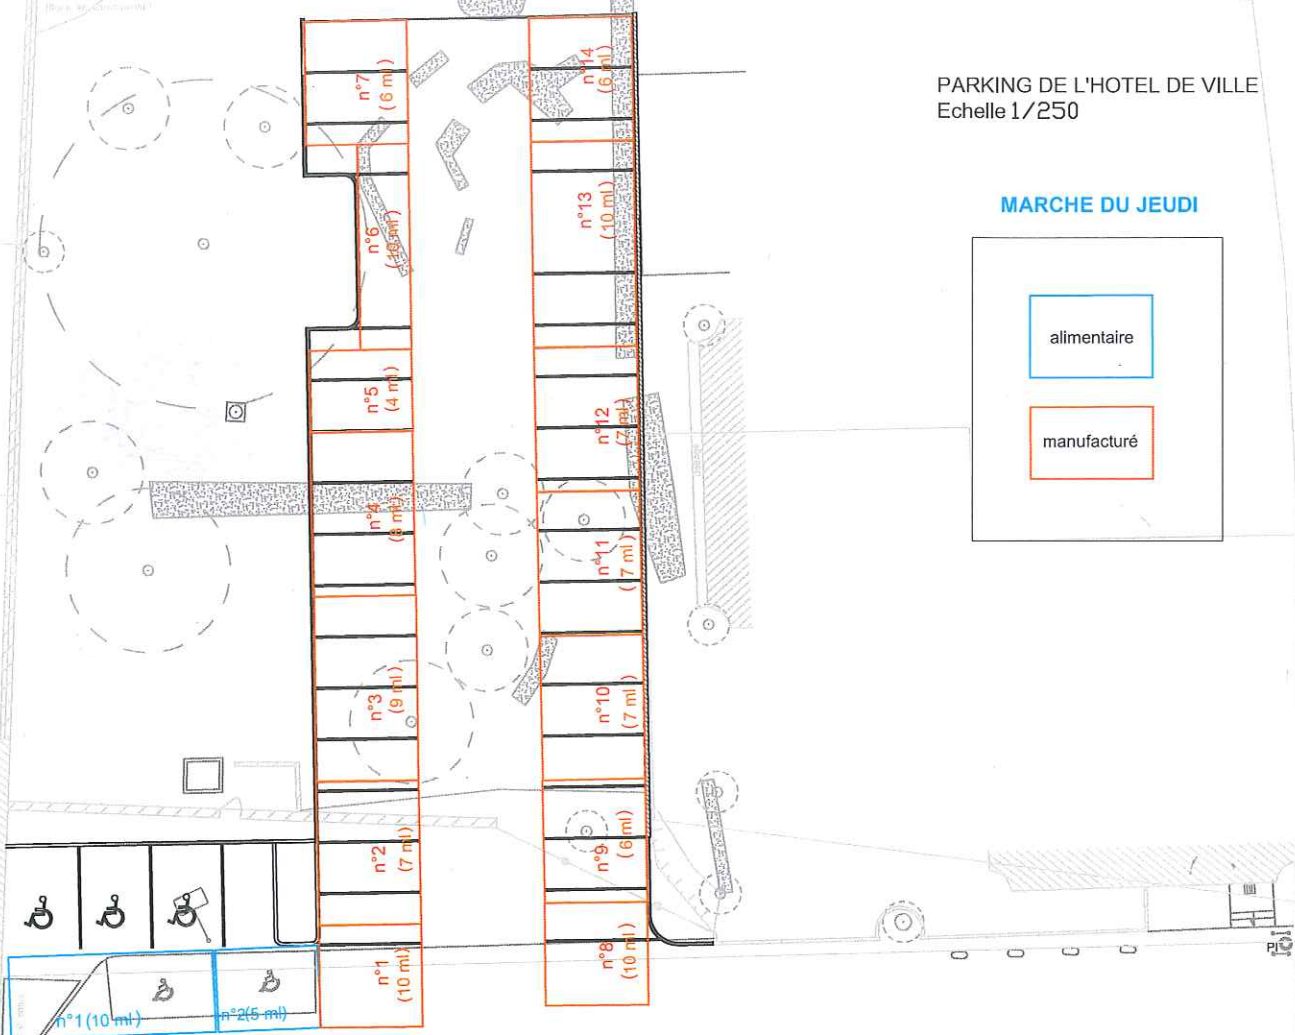 PARKING DE L'HOTEL DE VILLE
Echelle 1/250
MARCHE DU JEUDI
alimentaire
manufacturé
n°7
(6 ml)
n°6
(10 ml)
n°5
(4 ml)
n°4
(8 ml)
n°3
(9 ml)
n°2
(7 ml)
n°1
(10 ml)
n°14
(6 ml)
n°13
(10 ml)
n°12
(7 ml)
n°11
(7 ml)
n°10
(7 ml)
n°9
(6 ml)
n°8
(10 ml)
n°1 (10 ml)
n°2(5 ml)